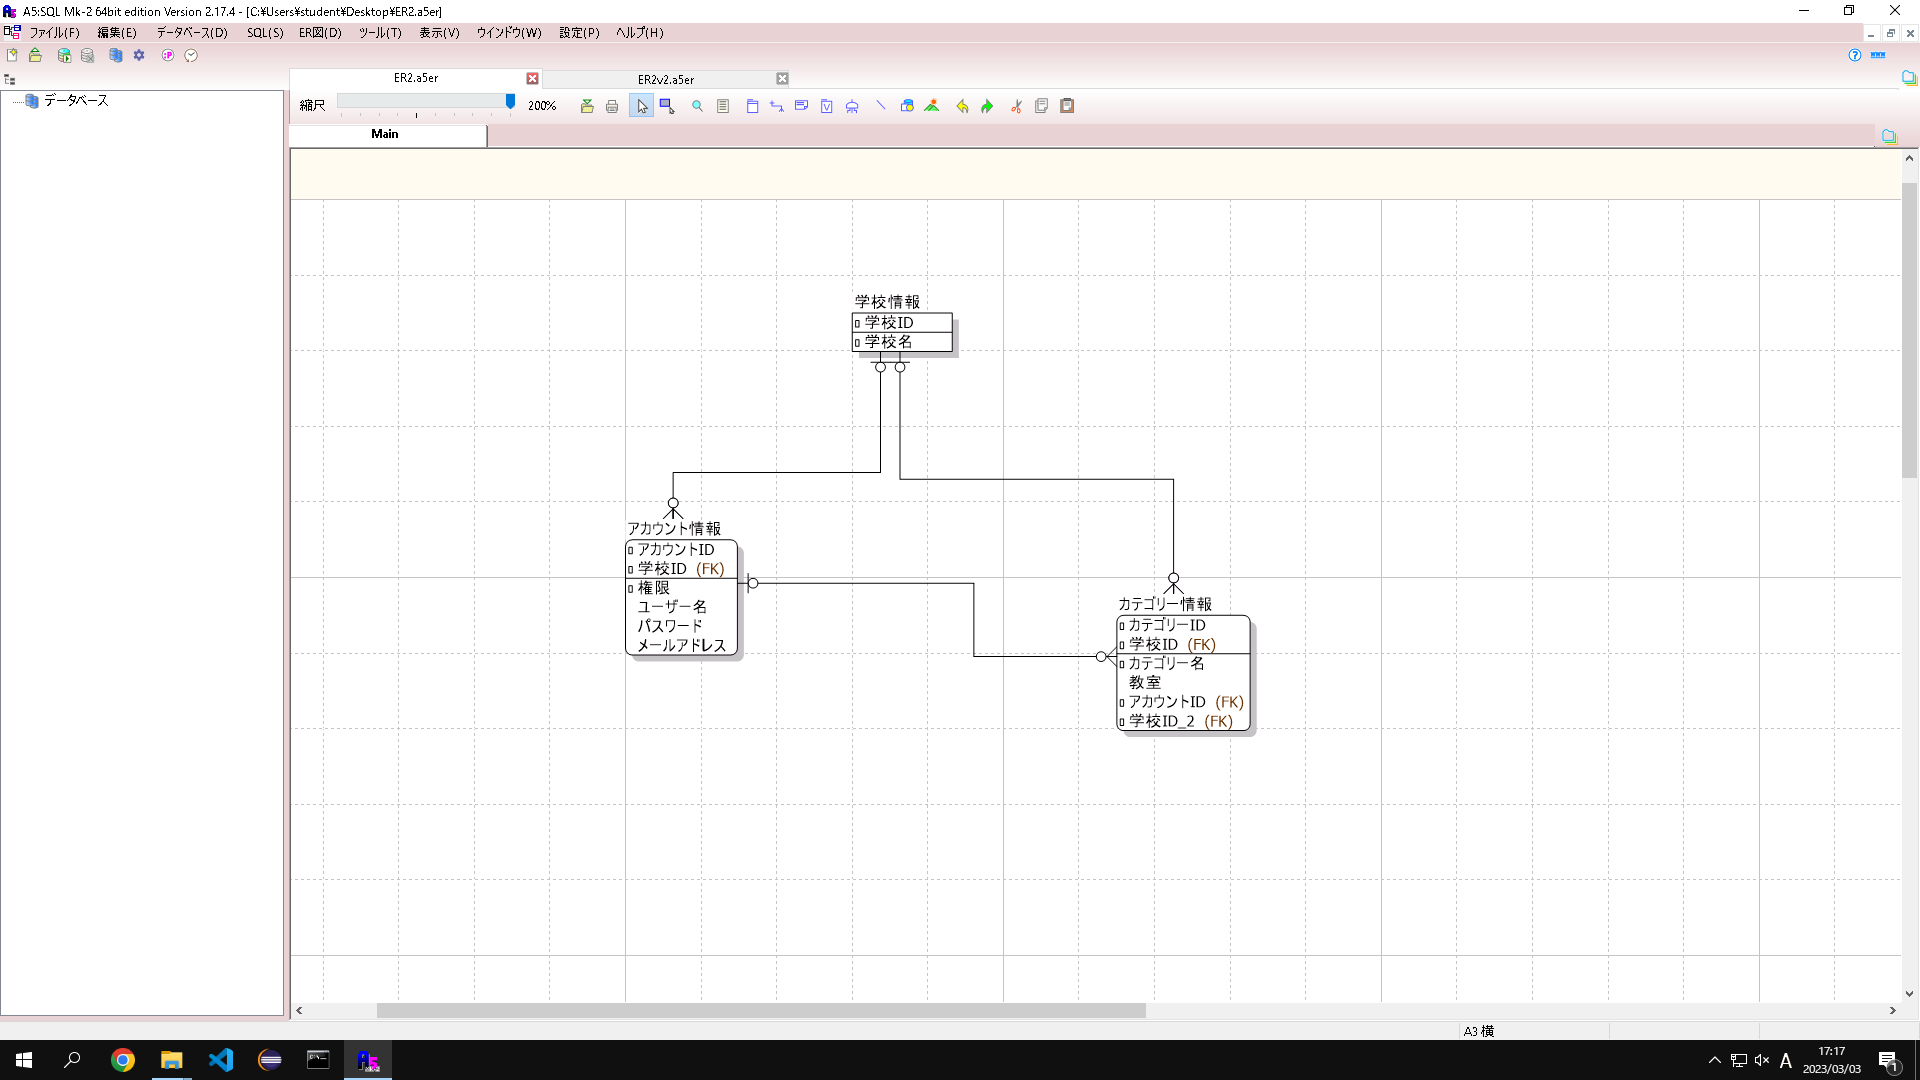 A5:SQL Mk-2 64bit edition Version 2.17.4 - [C:¥Users¥student¥Desktop¥ER2.a5er]
ファイル(F) 編集(E) データベース(D) SQL(S) ER図(D) ツール(T) 表示(V) ウインドウ(W) 設定(P) ヘルプ(H)
ER2.a5er
ER2v2.a5er
データベース
縮尺
200%
Main
学校情報
学校ID
学校名
アカウント情報
アカウントID
学校ID (FK)
権限
ユーザー名
パスワード
メールアドレス
カテゴリー情報
カテゴリーID
学校ID (FK)
カテゴリー名
教室
アカウントID (FK)
学校ID_2 (FK)
A3 横
A
17:17
2023/03/03
1